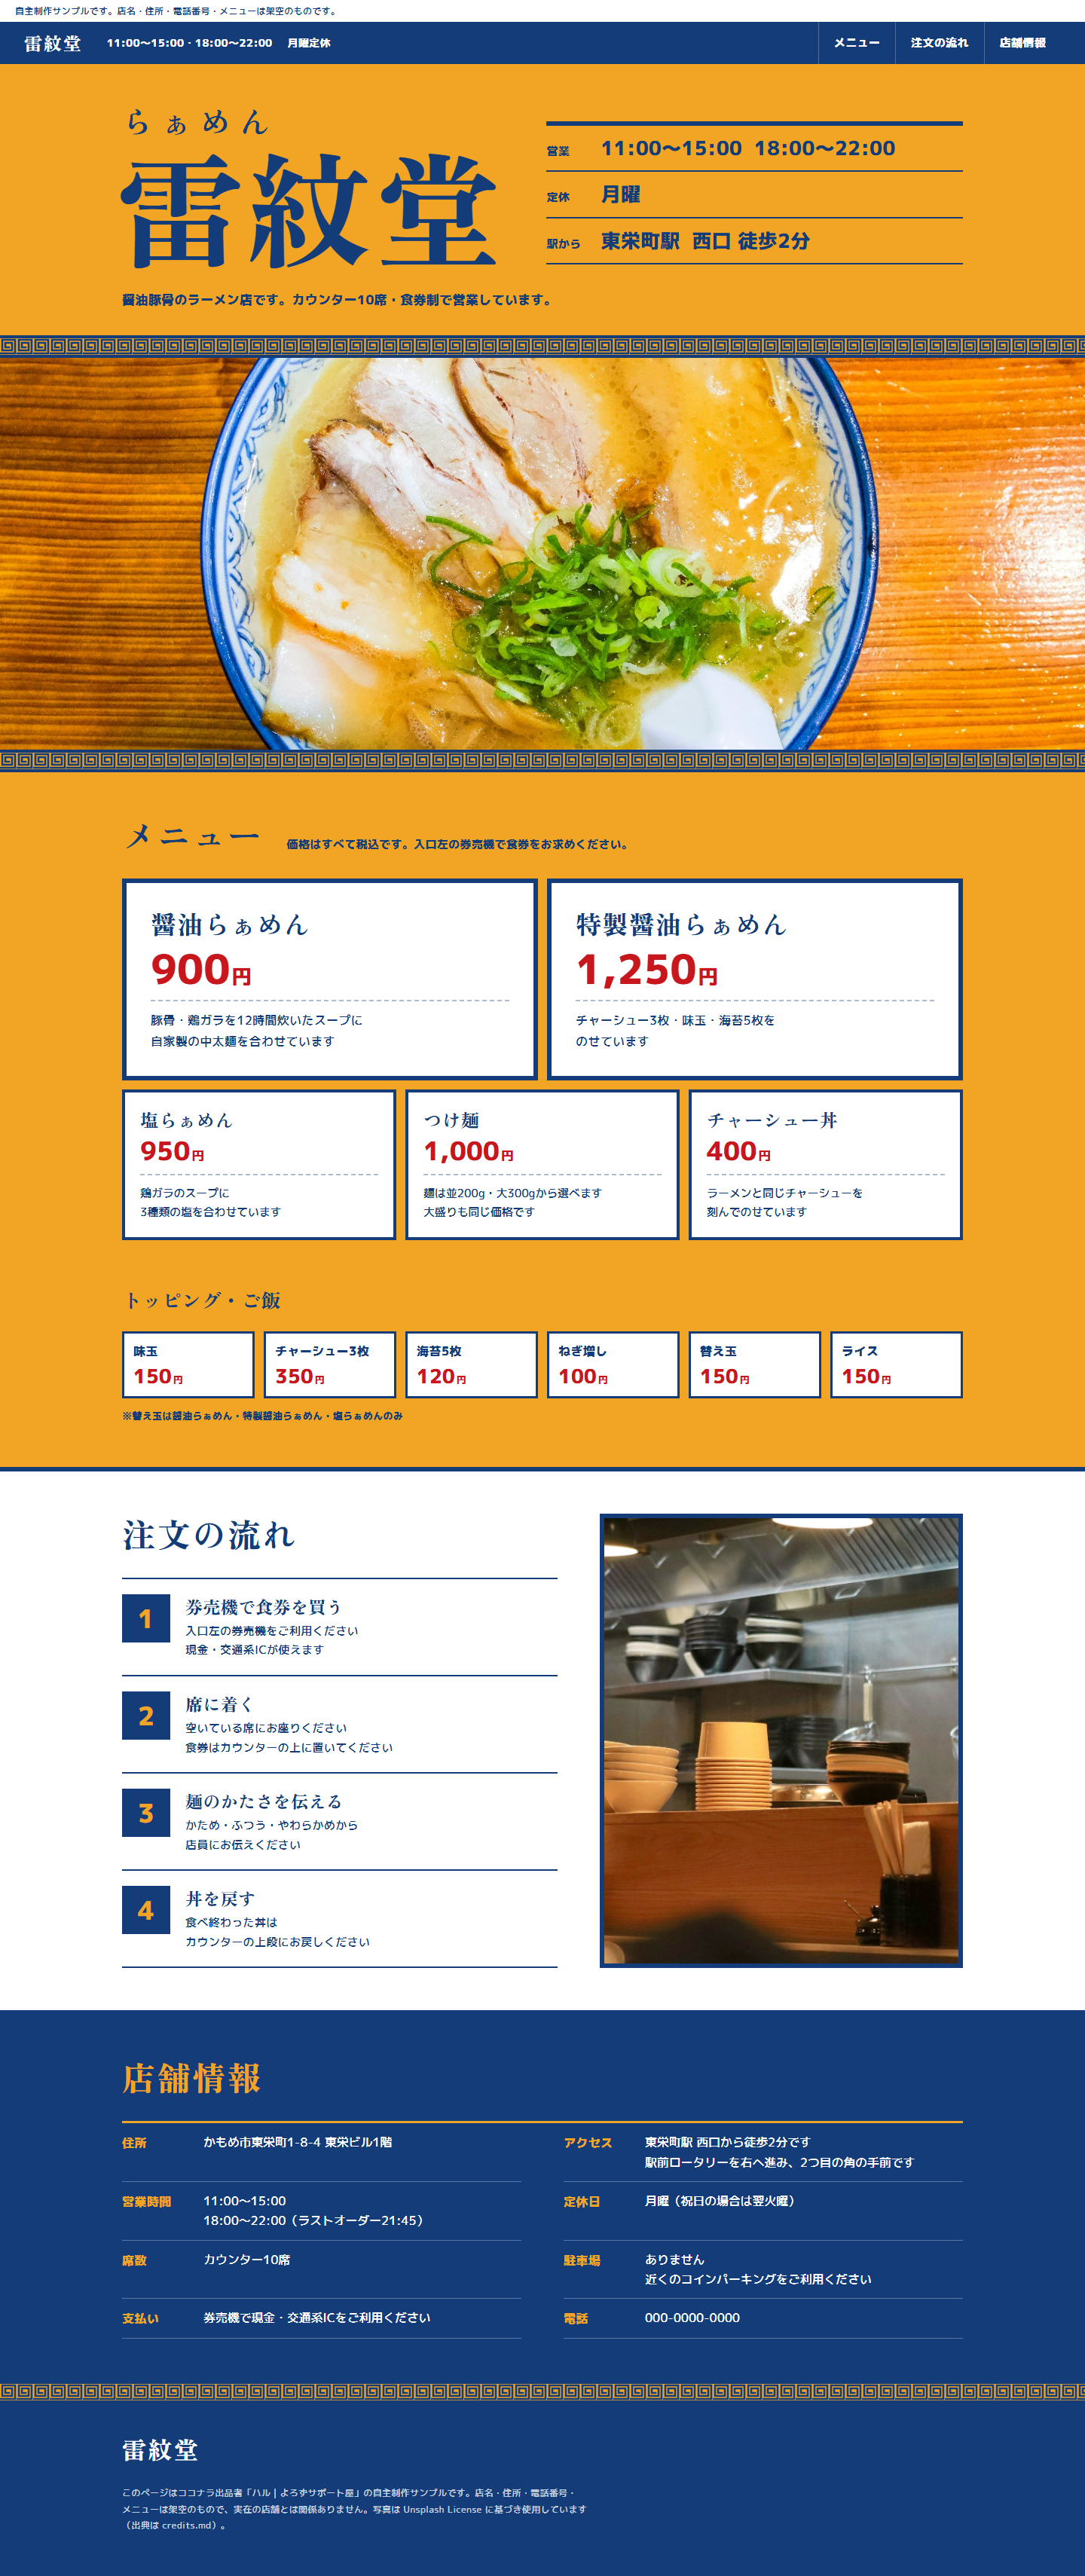 自主制作サンプルです。店名・住所・電話番号・メニューは架空のものです。
雷紋堂 11:00〜15:00・18:00〜22:00 月曜定休 メニュー 注文の流れ 店舗情報
らぁめん
雷紋堂
営業 11:00〜15:00 18:00〜22:00
定休 月曜
駅から 東栄町駅 西口 徒歩2分
醤油豚骨のラーメン店です。カウンター10席・食券制で営業しています。
メニュー 価格はすべて税込です。入口左の券売機で食券をお求めください。
醤油らぁめん
900円
豚骨・鶏ガラを12時間炊いたスープに
自家製の中太麺を合わせています
特製醤油らぁめん
1,250円
チャーシュー3枚・味玉・海苔5枚を
のせています
塩らぁめん
950円
鶏ガラのスープに
3種類の塩を合わせています
つけ麺
1,000円
麺は並200g・大300gから選べます
大盛りも同じ価格です
チャーシュー丼
400円
ラーメンと同じチャーシューを
刻んでのせています
トッピング・ご飯
味玉
150円
チャーシュー3枚
350円
海苔5枚
120円
ねぎ増し
100円
替え玉
150円
ライス
150円
※替え玉は醤油らぁめん・特製醤油らぁめん・塩らぁめんのみ
注文の流れ
1 券売機で食券を買う
入口左の券売機をご利用ください
現金・交通系ICが使えます
2 席に着く
空いている席にお座りください
食券はカウンターの上に置いてください
3 麺のかたさを伝える
かため・ふつう・やわらかめから
店員にお伝えください
4 丼を戻す
食べ終わった丼は
カウンターの上段にお戻しください
店舗情報
住所 かもめ市東栄町1-8-4 東栄ビル1階
アクセス 東栄町駅 西口から徒歩2分です
駅前ロータリーを右へ進み、2つ目の角の手前です
営業時間 11:00〜15:00
18:00〜22:00（ラストオーダー21:45）
定休日 月曜（祝日の場合は翌火曜）
席数 カウンター10席
駐車場 ありません
近くのコインパーキングをご利用ください
支払い 券売機で現金・交通系ICをご利用ください
電話 000-0000-0000
雷紋堂
このページはココナラ出品者「ハル | よろずサポート屋」の自主制作サンプルです。店名・住所・電話番号・
メニューは架空のもので、実在の店舗とは関係ありません。写真は Unsplash License に基づき使用しています
（出典は credits.md）。